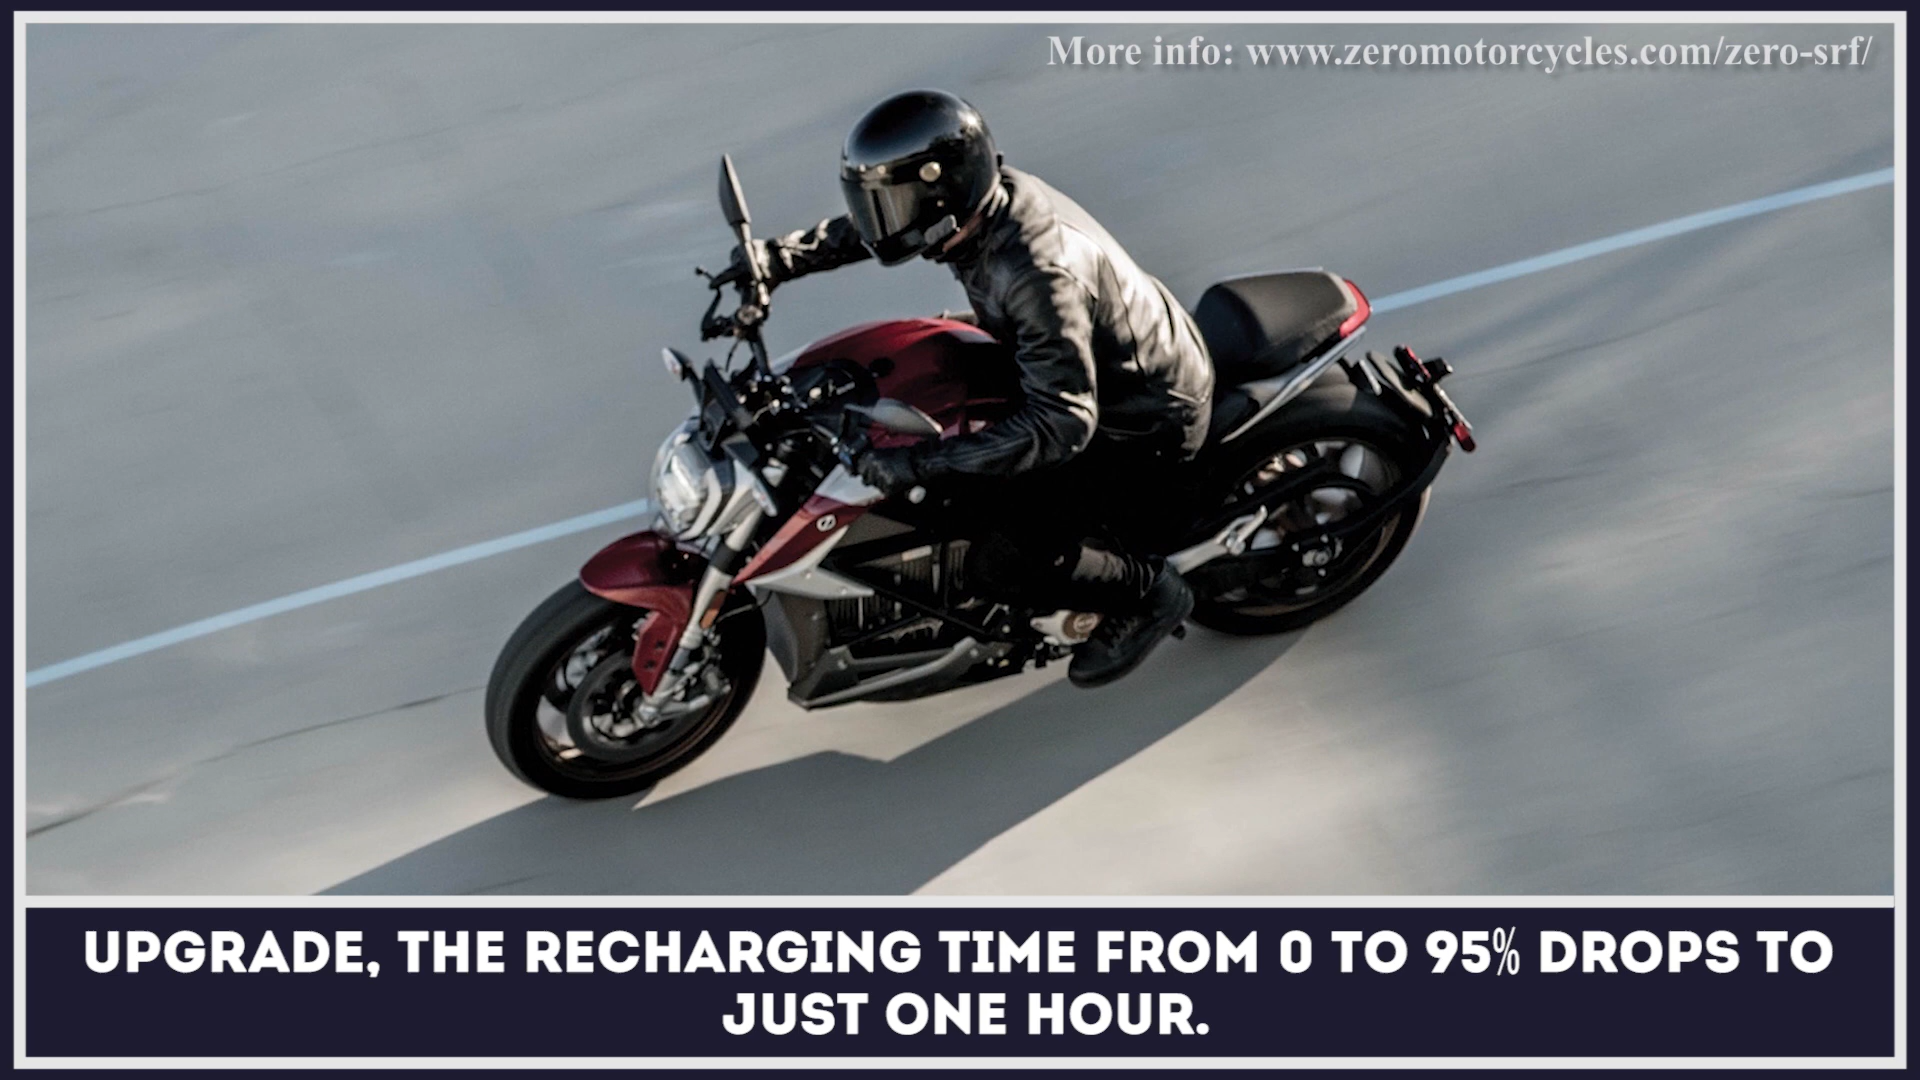 More info: www.zeromotorcycles.com/zero-srf/
UPGRADE, THE RECHARGING TIME FROM 0 TO 95% DROPS TO
JUST ONE HOUR.